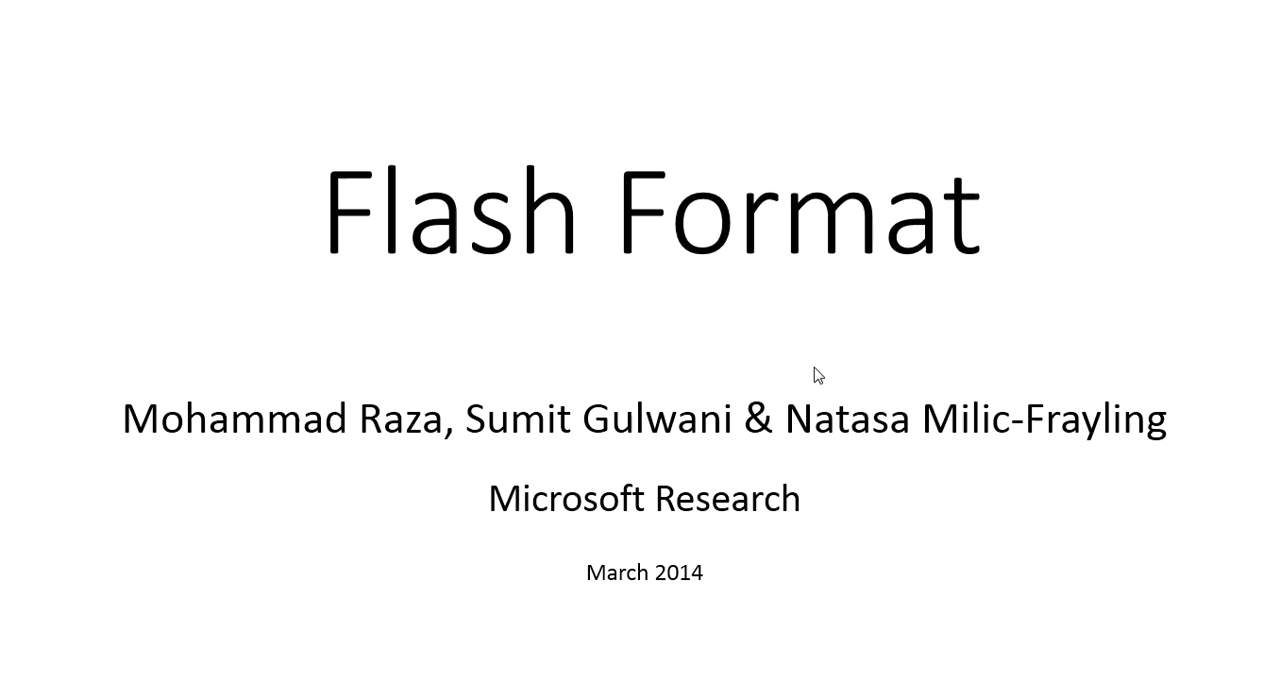 Flash Format
Mohammad Raza, Sumit Gulwani & Natasa Milic-Frayling
Microsoft Research
March 2014